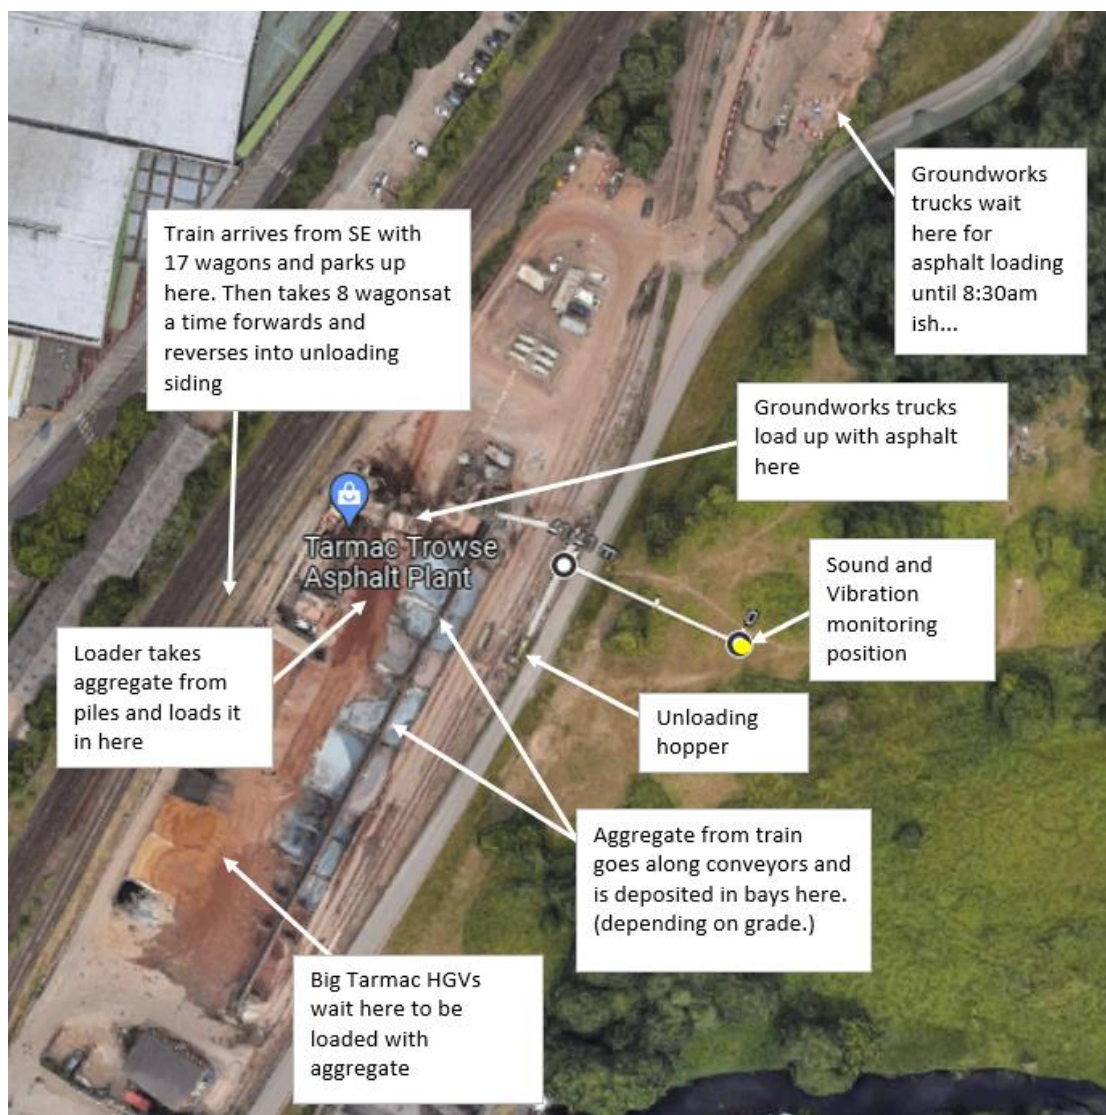 Groundworks
trucks wait
here for
asphalt loading
until 8:30am
ish...
Train arrives from SE with
17 wagons and parks up
here. Then takes 8 wagonsat
a time forwards and
reverses into unloading
siding
Groundworks trucks
load up with asphalt
here
Tarmac Trowse
Asphalt Plant
Sound and
Vibration
monitoring
position
Loader takes
aggregate from
piles and loads it
in here
Unloading
hopper
Aggregate from train
goes along conveyors and
is deposited in bays here.
(depending on grade.)
Big Tarmac HGVs
wait here to be
loaded with
aggregate